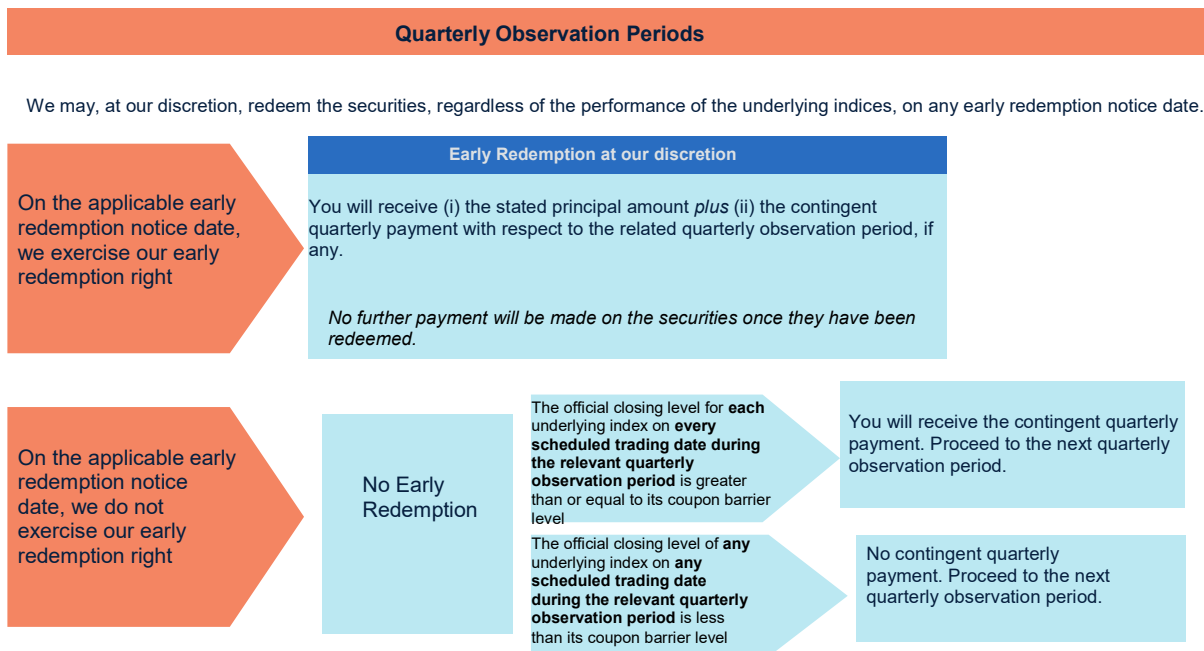 Quarterly Observation Periods
We may, at our discretion, redeem the securities, regardless of the performance of the underlying indices, on any early redemption notice date.
On the applicable early
redemption notice date,
we exercise our early
redemption right
Early Redemption at our discretion
You will receive (i) the stated principal amount plus (ii) the contingent
quarterly payment with respect to the related quarterly observation period, if
any.
No further payment will be made on the securities once they have been
redeemed.
On the applicable early
redemption notice
date, we do not
exercise our early
redemption right
No Early
Redemption
The official closing level for each
underlying index on every
scheduled trading date during
the relevant quarterly
observation period is greater
than or equal to its coupon barrier
level
You will receive the contingent quarterly
payment. Proceed to the next quarterly
observation period.
The official closing level of any
underlying index on any
scheduled trading date
during the relevant quarterly
observation period is less
than its coupon barrier level
No contingent quarterly
payment. Proceed to the next
quarterly observation period.